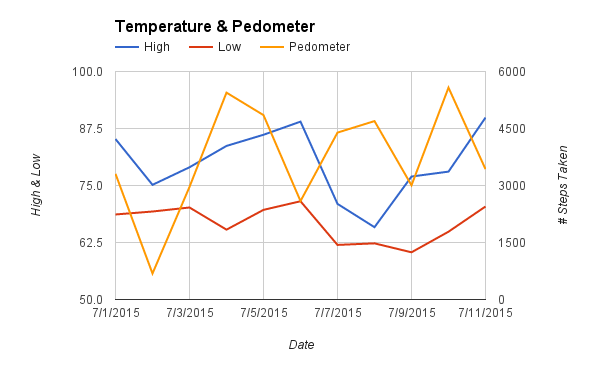 Temperature & Pedometer
High Low Pedometer
100.0 6000
87.5 4500
75.0 3000
62.5 1500
50.0 0
High & Low
# Steps Taken
7/1/2015 7/3/2015 7/5/2015 7/7/2015 7/9/2015 7/11/2015
Date